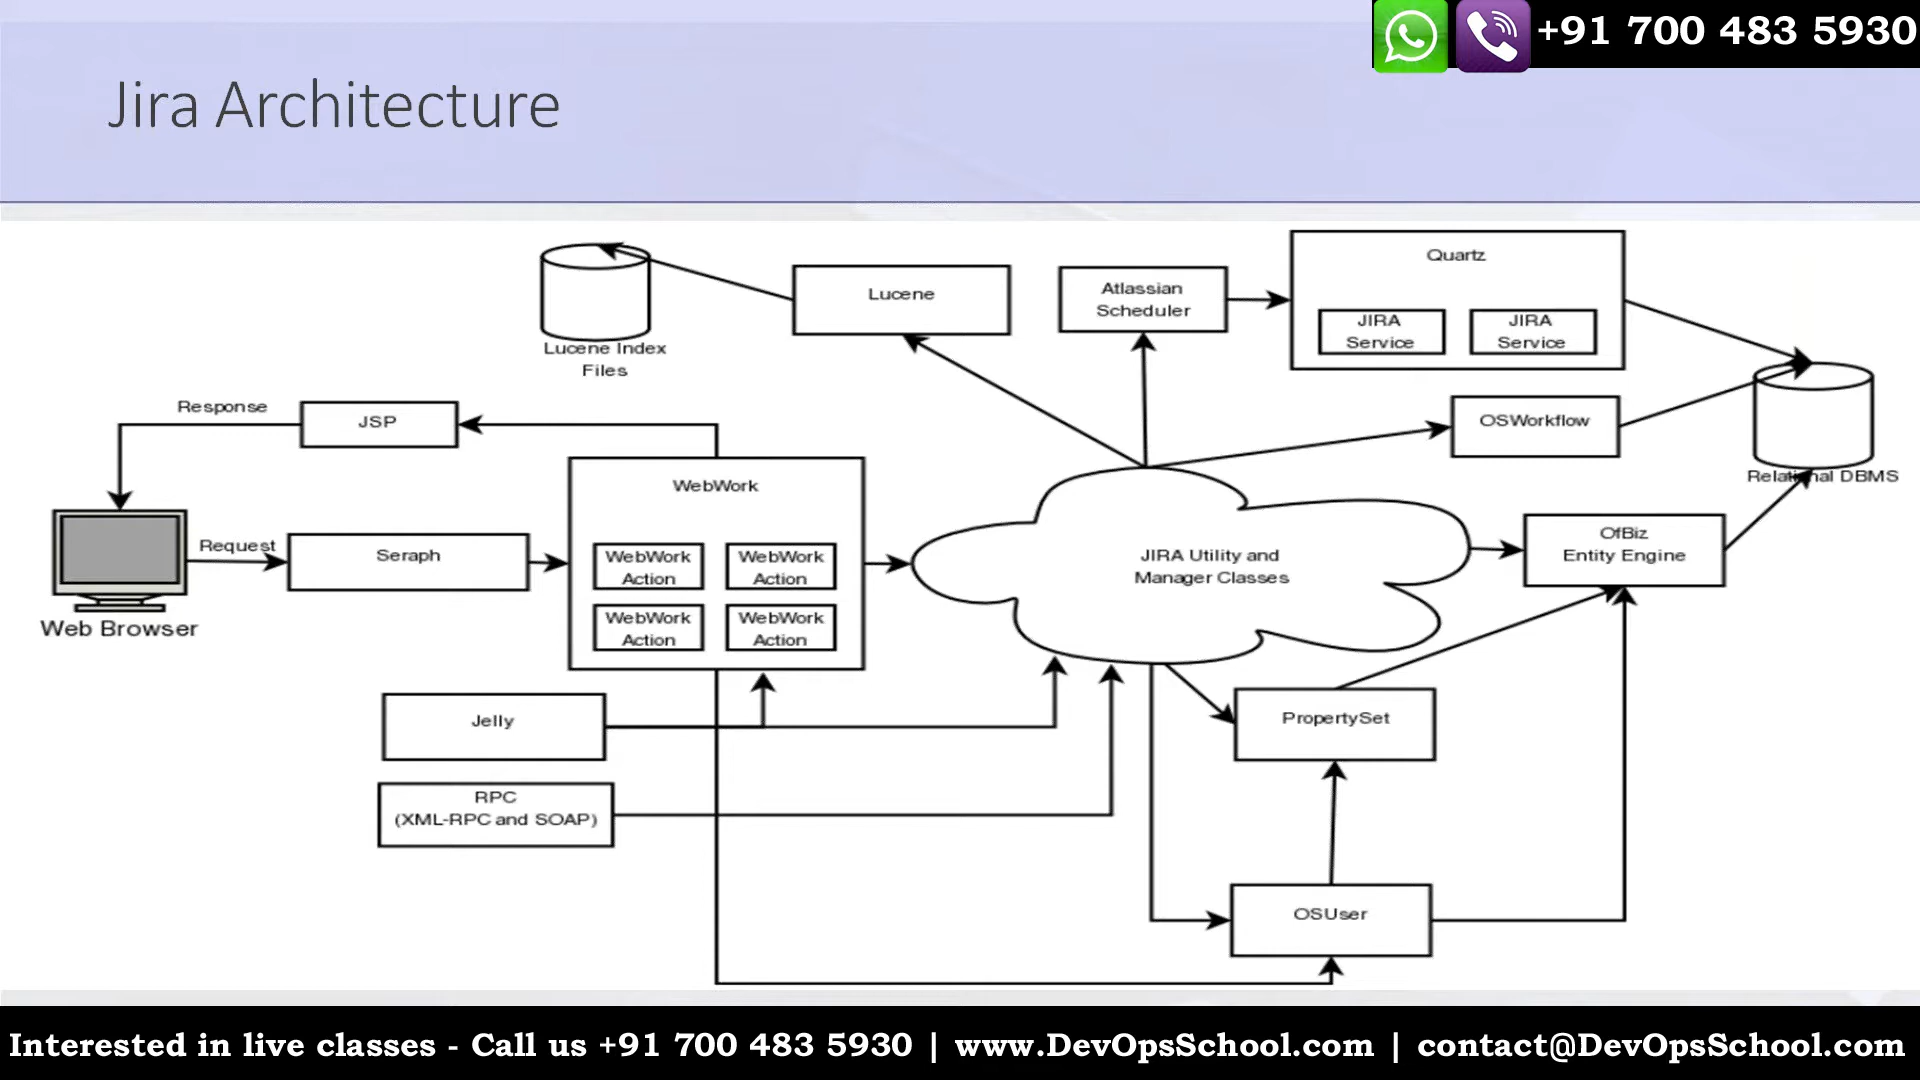 +91 700 483 5930
Jira Architecture
Quartz
Lucene
Atlassian
Scheduler
JIRA
Service
JIRA
Service
Lucene Index
Files
Response
JSP
OSWorkflow
Relational DBMS
WebWork
Request
Seraph
WebWork
Action
WebWork
Action
WebWork
Action
WebWork
Action
JIRA Utility and
Manager Classes
OfBiz
Entity Engine
Web Browser
Jelly
PropertySet
RPC
(XML-RPC and SOAP)
OSUser
Interested in live classes - Call us +91 700 483 5930 | www.DevOpsSchool.com | contact@DevOpsSchool.com